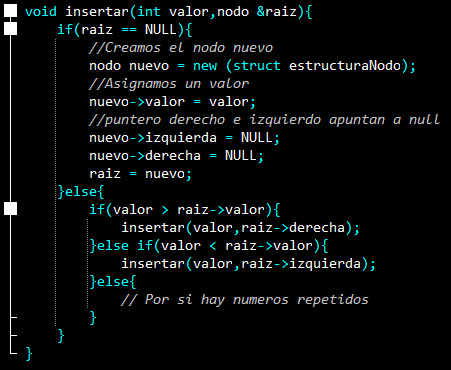 void insertar(int valor,nodo &raiz){
    if(raiz == NULL){
        //Creamos el nodo nuevo
        nodo nuevo = new (struct estructuraNodo);
        //Asignamos un valor
        nuevo->valor = valor;
        //puntero derecho e izquierdo apuntan a null
        nuevo->izquierda = NULL;
        nuevo->derecha = NULL;
        raiz = nuevo;
    }else{
        if(valor > raiz->valor){
            insertar(valor,raiz->derecha);
        }else if(valor < raiz->valor){
            insertar(valor,raiz->izquierda);
        }else{
            // Por si hay numeros repetidos
        }
    }
}